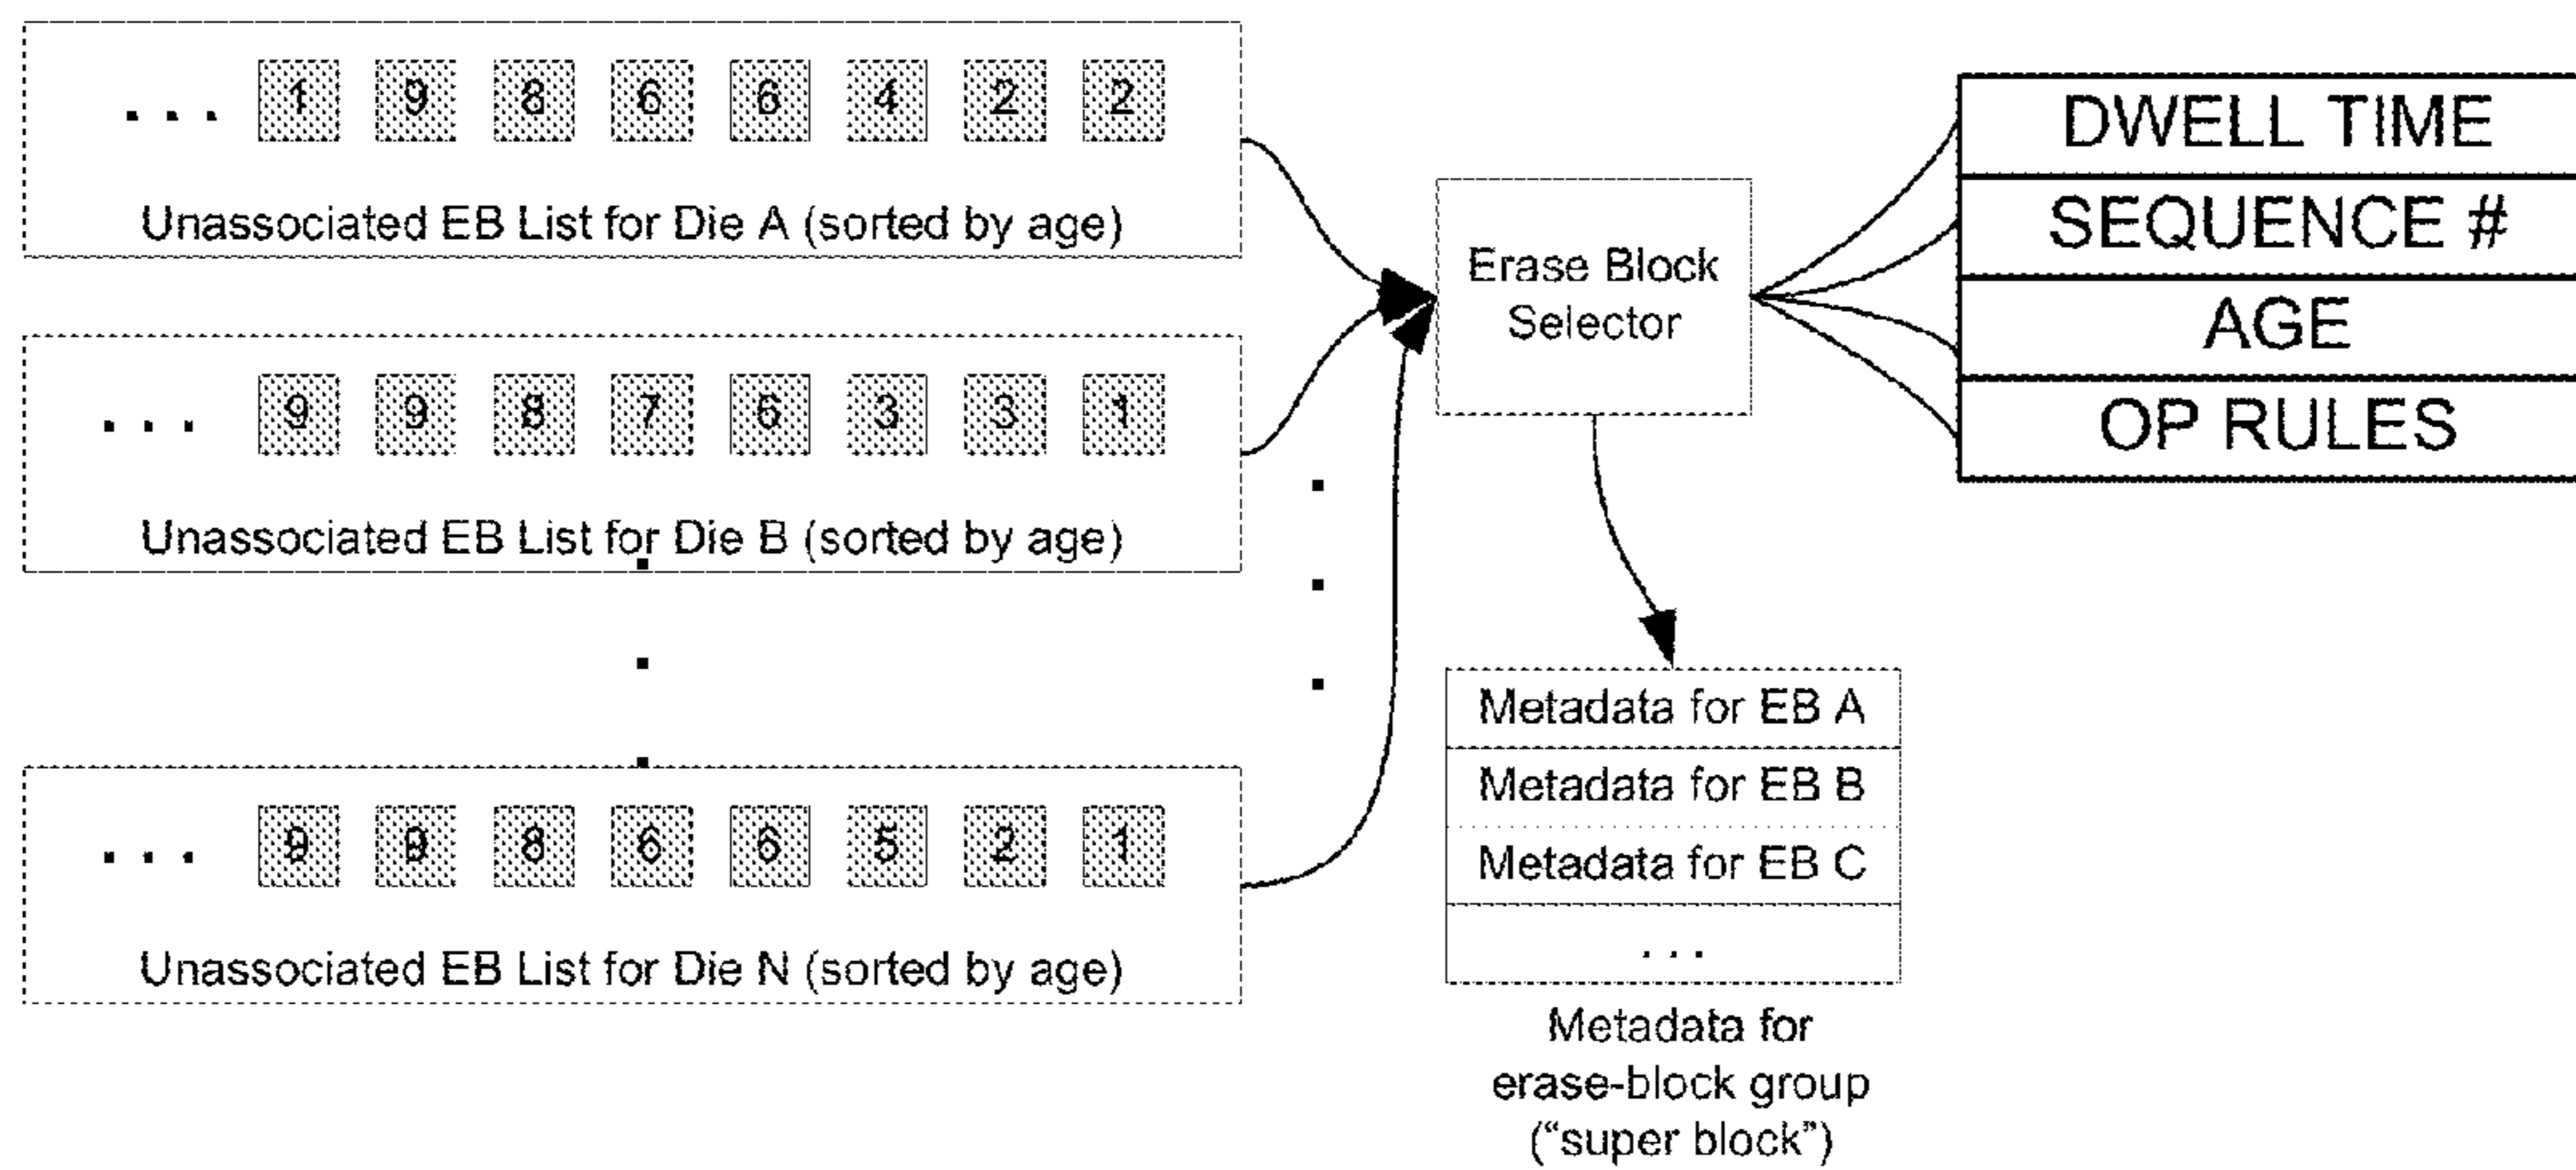 ... 1 9 8 6 6 4 2 2
Unassociated EB List for Die A (sorted by age)
... 9 9 8 7 6 3 3 1
Unassociated EB List for Die B (sorted by age)
... 9 9 8 6 6 5 2 1
Unassociated EB List for Die N (sorted by age)
Erase Block
Selector
DWELL TIME
SEQUENCE #
AGE
OP RULES
Metadata for EB A
Metadata for EB B
Metadata for EB C
...
Metadata for
erase-block group
(“super block”)